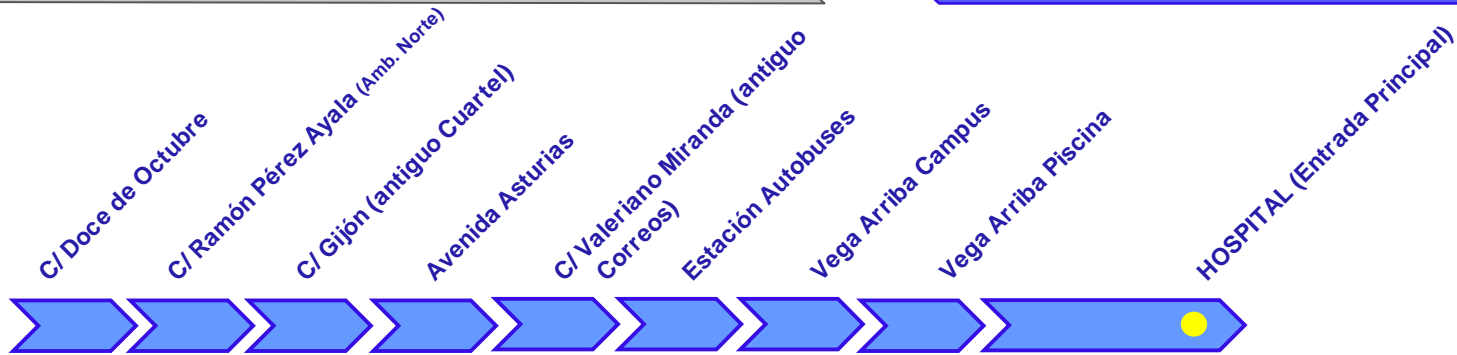 C/ Doce de Octubre
C/ Ramón Pérez Ayala (Amb. Norte)
C/ Gijón (antiguo Cuartel)
Avenida Asturias
C/ Valeriano Miranda (antiguo
Correos)
Estación Autobuses
Vega Arriba Campus
Vega Arriba Piscina
HOSPITAL (Entrada Principal)